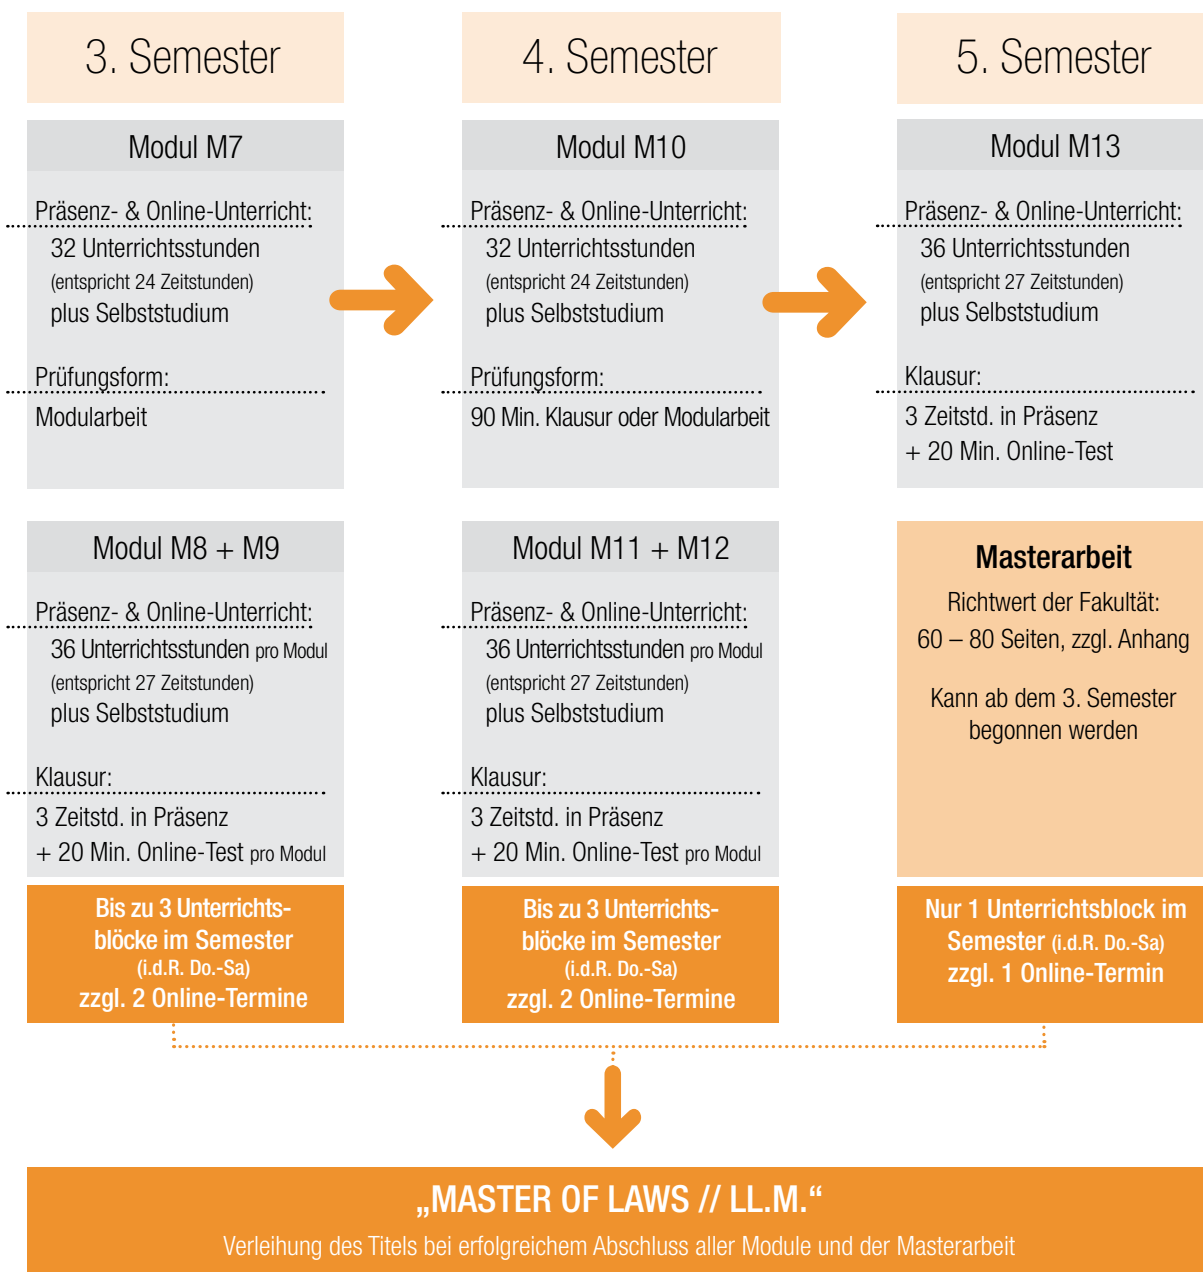 3. Semester
Modul M7
Präsenz- & Online-Unterricht:
32 Unterrichtsstunden
(entspricht 24 Zeitstunden)
plus Selbststudium
Prüfungsform:
Modularbeit
Modul M8 + M9
Präsenz- & Online-Unterricht:
36 Unterrichtsstunden pro Modul
(entspricht 27 Zeitstunden)
plus Selbststudium
Klausur:
3 Zeitstd. in Präsenz
+ 20 Min. Online-Test pro Modul
Bis zu 3 Unterrichts-
blöcke im Semester
(i.d.R. Do.-Sa)
zzgl. 2 Online-Termine
4. Semester
Modul M10
Präsenz- & Online-Unterricht:
32 Unterrichtsstunden
(entspricht 24 Zeitstunden)
plus Selbststudium
Prüfungsform:
90 Min. Klausur oder Modularbeit
Modul M11 + M12
Präsenz- & Online-Unterricht:
36 Unterrichtsstunden pro Modul
(entspricht 27 Zeitstunden)
plus Selbststudium
Klausur:
3 Zeitstd. in Präsenz
+ 20 Min. Online-Test pro Modul
Bis zu 3 Unterrichts-
blöcke im Semester
(i.d.R. Do.-Sa)
zzgl. 2 Online-Termine
5. Semester
Modul M13
Präsenz- & Online-Unterricht:
36 Unterrichtsstunden
(entspricht 27 Zeitstunden)
plus Selbststudium
Klausur:
3 Zeitstd. in Präsenz
+ 20 Min. Online-Test
Masterarbeit
Richtwert der Fakultät:
60 – 80 Seiten, zzgl. Anhang
Kann ab dem 3. Semester
begonnen werden
Nur 1 Unterrichtsblock im
Semester (i.d.R. Do.-Sa)
zzgl. 1 Online-Termin
„MASTER OF LAWS // LL.M.“
Verleihung des Titels bei erfolgreichem Abschluss aller Module und der Masterarbeit